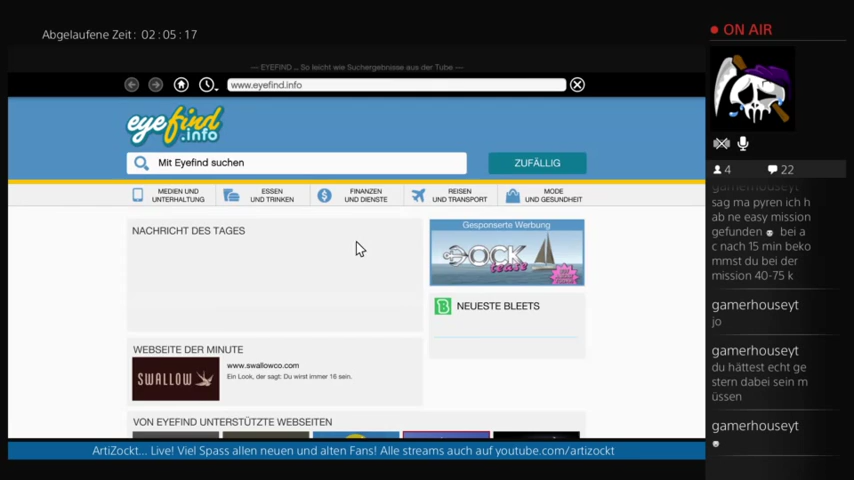 Abgelaufene Zeit: 02:05:17
ON AIR
— EYEFIND ... So leicht wie Suchergebnisse aus der Tube —
www.eyefind.info
eyefind
.info
Mit Eyefind suchen
ZUFÄLLIG
MEDIEN UND
UNTERHALTUNG
ESSEN
UND TRINKEN
FINANZEN
UND DIENSTE
REISEN
UND TRANSPORT
MODE
UND GESUNDHEIT
NACHRICHT DES TAGES
Gesponserte Werbung
DOCK
tease
NEUESTE BLEETS
WEBSEITE DER MINUTE
SWALLOW
www.swallowco.com
Ein Look, der sagt: Du wirst immer 16 sein.
VON EYEFIND UNTERSTÜTZTE WEBSEITEN
ArtiZockt... Live! Viel Spass allen neuen und alten Fans! Alle streams auch auf youtube.com/artizockt
4
22
gamerhouseyt
sag ma pyren ich h
ab ne easy mission
gefunden bei a
c nach 15 min beko
mmst du bei der
mission 40-75 k
gamerhouseyt
jo
gamerhouseyt
du hättest echt ge
stern dabei sein m
üssen
gamerhouseyt